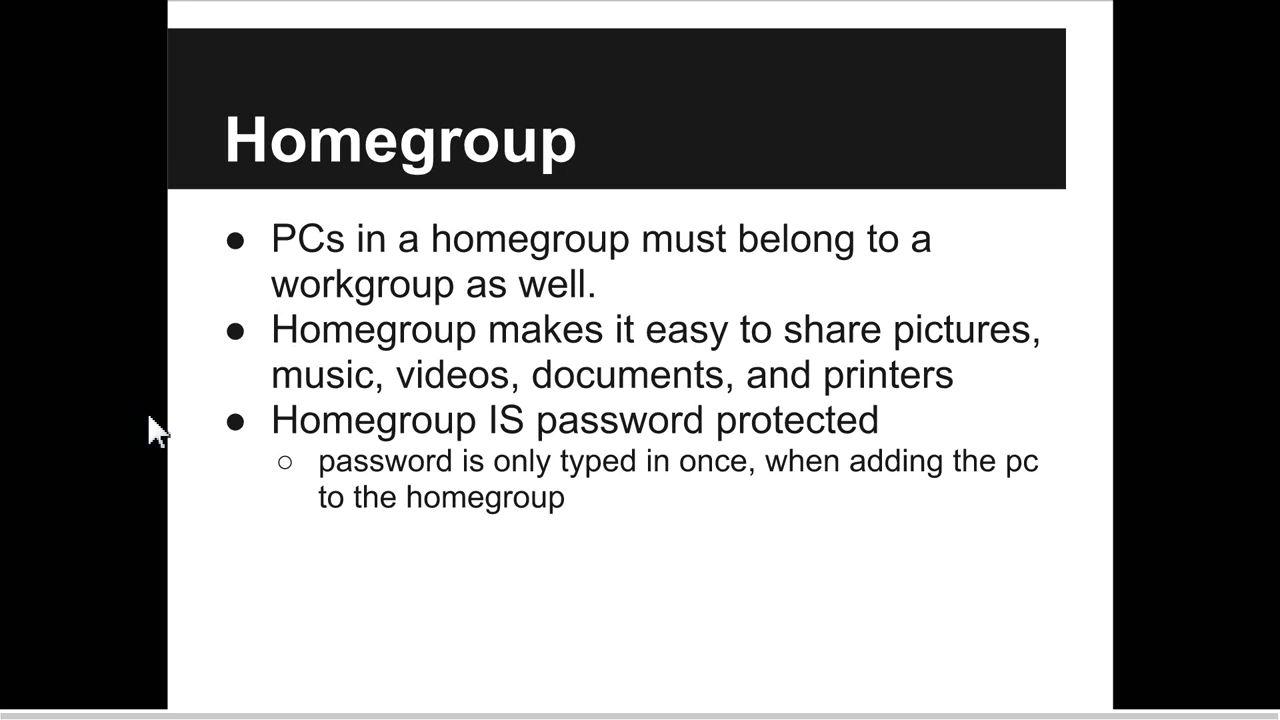 Homegroup
● PCs in a homegroup must belong to a
workgroup as well.
● Homegroup makes it easy to share pictures,
music, videos, documents, and printers
● Homegroup IS password protected
○ password is only typed in once, when adding the pc
to the homegroup